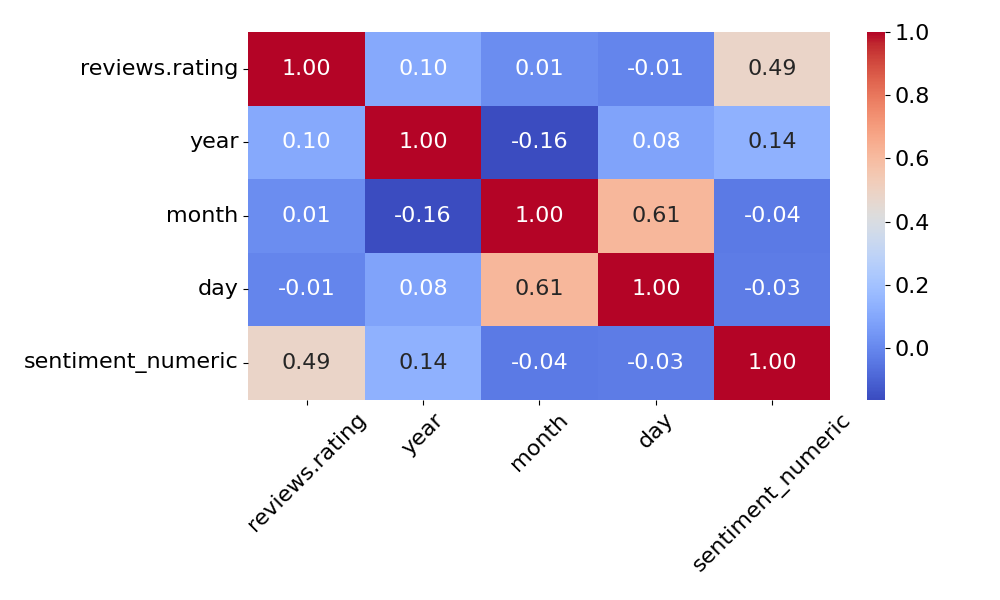 reviews.rating 1.00 0.10 0.01 -0.01 0.49
year 0.10 1.00 -0.16 0.08 0.14
month 0.01 -0.16 1.00 0.61 -0.04
day -0.01 0.08 0.61 1.00 -0.03
sentiment_numeric 0.49 0.14 -0.04 -0.03 1.00
reviews.rating year month day sentiment_numeric
1.0
0.8
0.6
0.4
0.2
0.0